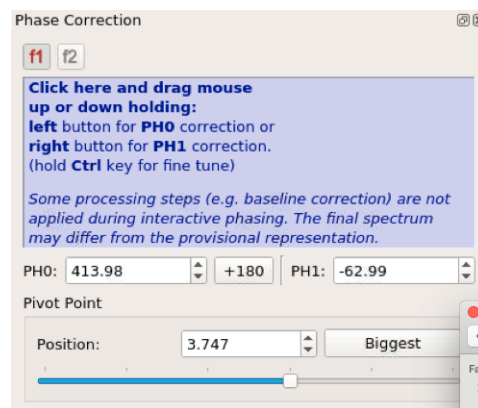 Phase Correction
f1 f2
Click here and drag mouse
up or down holding:
left button for PH0 correction or
right button for PH1 correction.
(hold Ctrl key for fine tune)
Some processing steps (e.g. baseline correction) are not
applied during interactive phasing. The final spectrum
may differ from the provisional representation.
PH0: 413.98 +180 PH1: -62.99
Pivot Point
Position: 3.747 Biggest
Fa